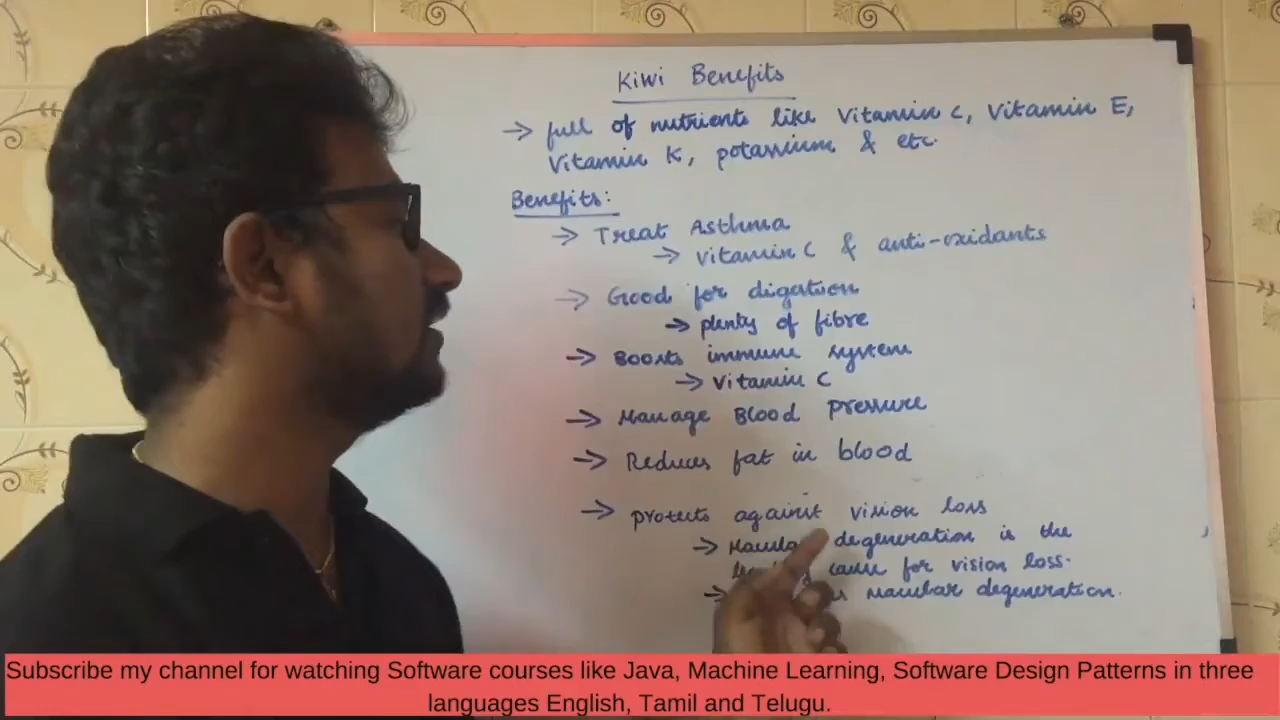 Kiwi Benefits
→ full of nutrients like Vitamin C, Vitamin E,
Vitamin K, potassium & etc.
Benefits:
→ Treat Asthma
→ Vitamin C & anti-oxidants
→ Good for digestion
→ plenty of fibre
→ Boosts immune system
→ Vitamin C
→ Manage Blood Pressure
→ Reduces fat in blood
→ protects against vision loss
→ Macular degeneration is the
cause for vision loss.
→ macular degeneration.
Subscribe my channel for watching Software courses like Java, Machine Learning, Software Design Patterns in three
languages English, Tamil and Telugu.